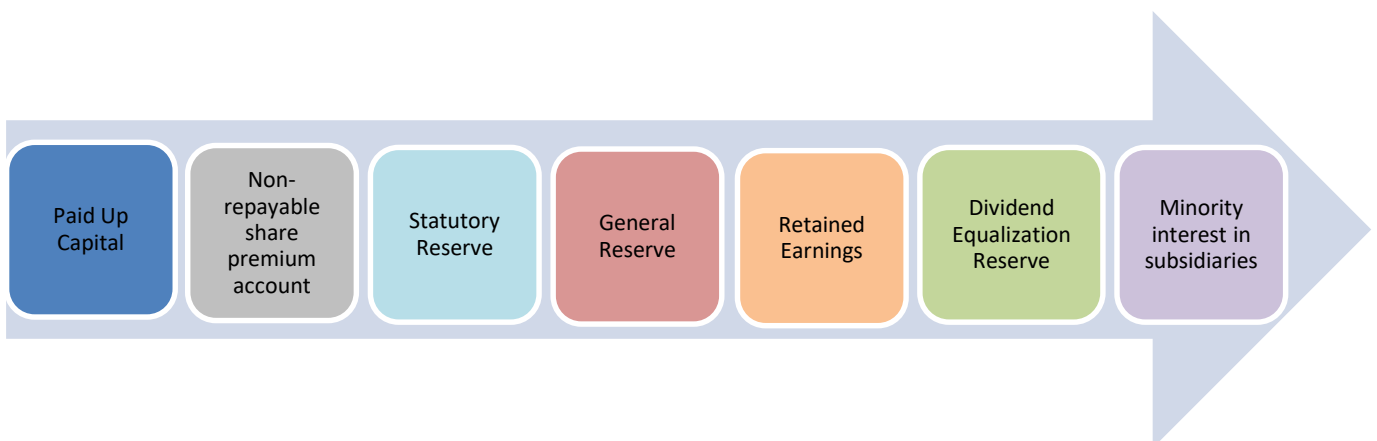 Paid Up
Capital
Non-
repayable
share
premium
account
Statutory
Reserve
General
Reserve
Retained
Earnings
Dividend
Equalization
Reserve
Minority
interest in
subsidiaries